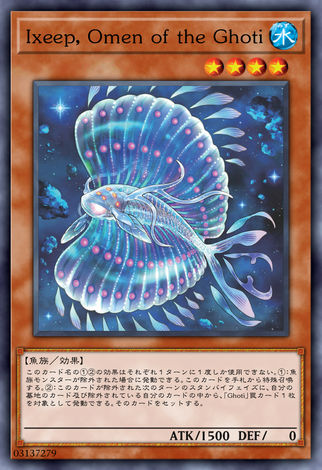 Ixeep, Omen of the Ghoti
水
【魚族／効果】
このカード名の①②の効果はそれぞれ１ターンに１度しか使用できない。①：魚
族モンスターが除外された場合に発動できる。このカードを手札から特殊召喚
する。②：このカードが除外された次のターンのスタンバイフェイズに、自分の
墓地のカード及び除外されている自分のカードの中から、「Ghoti」罠カード１枚
を対象として発動できる。そのカードをセットする。
ATK/1500 DEF/ 0
03137279